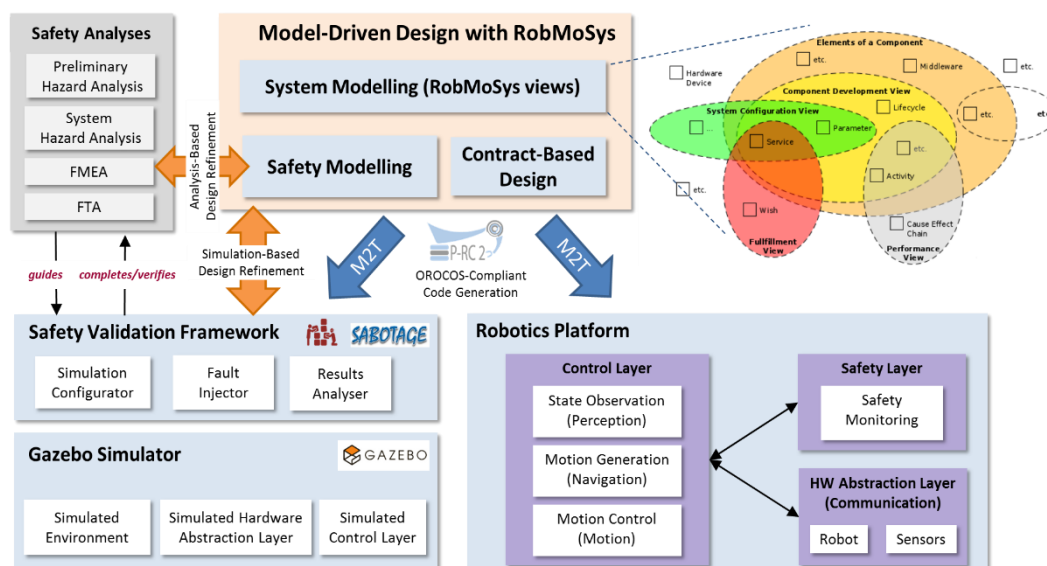 Safety Analyses
Preliminary
Hazard Analysis
System
Hazard Analysis
FMEA
FTA
guides
completes/verifies
Analysis-Based
Design Refinement
Model-Driven Design with RobMoSys
System Modelling (RobMoSys views)
Safety Modelling
Contract-Based
Design
Simulation-Based
Design Refinement
M2T
P-RC2
OROCOS-Compliant
Code Generation
M2T
Elements of a Component
etc.
Middleware
etc.
Hardware
Device
Component Development View
Lifecycle
etc.
etc
System Configuration View
...
Parameter
Service
etc.
Activity
etc.
Wish
Fullfillment
View
Cause Effect
Chain
Performance
View
Safety Validation Framework
SABOTAGE
Simulation
Configurator
Fault
Injector
Results
Analyser
Gazebo Simulator
GAZEBO
Simulated
Environment
Simulated Hardware
Abstraction Layer
Simulated
Control Layer
Robotics Platform
Control Layer
State Observation
(Perception)
Motion Generation
(Navigation)
Motion Control
(Motion)
Safety Layer
Safety
Monitoring
HW Abstraction Layer
(Communication)
Robot
Sensors